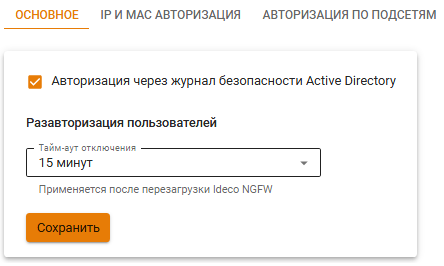 ОСНОВНОЕ IP И MAC АВТОРИЗАЦИЯ АВТОРИЗАЦИЯ ПО ПОДСЕТЯМ
Авторизация через журнал безопасности Active Directory
Разавторизация пользователей
Тайм-аут отключения
15 минут
Применяется после перезагрузки Ideco NGFW
Сохранить